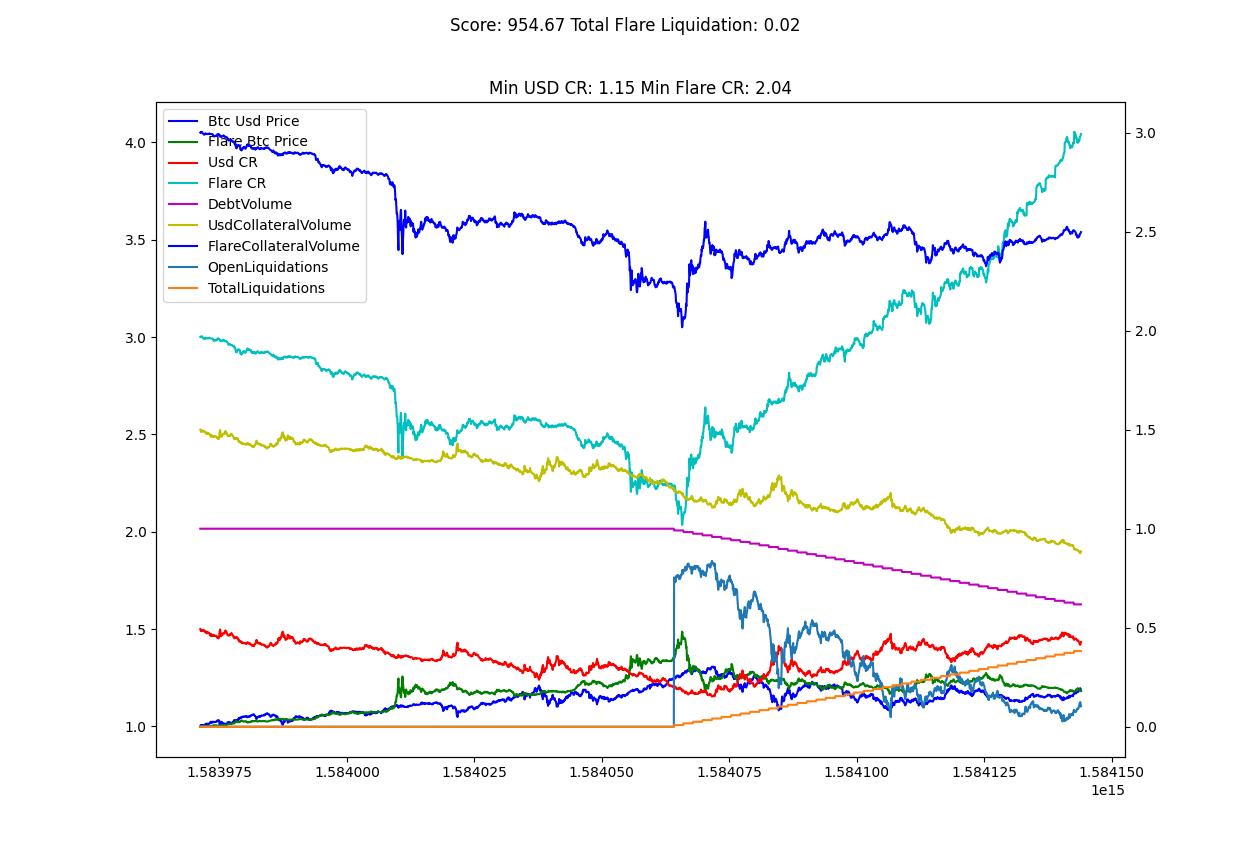 Score: 954.67 Total Flare Liquidation: 0.02
Min USD CR: 1.15 Min Flare CR: 2.04
Btc Usd Price
Flare Btc Price
Usd CR
Flare CR
DebtVolume
UsdCollateralVolume
FlareCollateralVolume
OpenLiquidations
TotalLiquidations
4.0
3.5
3.0
2.5
2.0
1.5
1.0
3.0
2.5
2.0
1.5
1.0
0.5
0.0
1.583975 1.584000 1.584025 1.584050 1.584075 1.584100 1.584125 1.584150
1e15